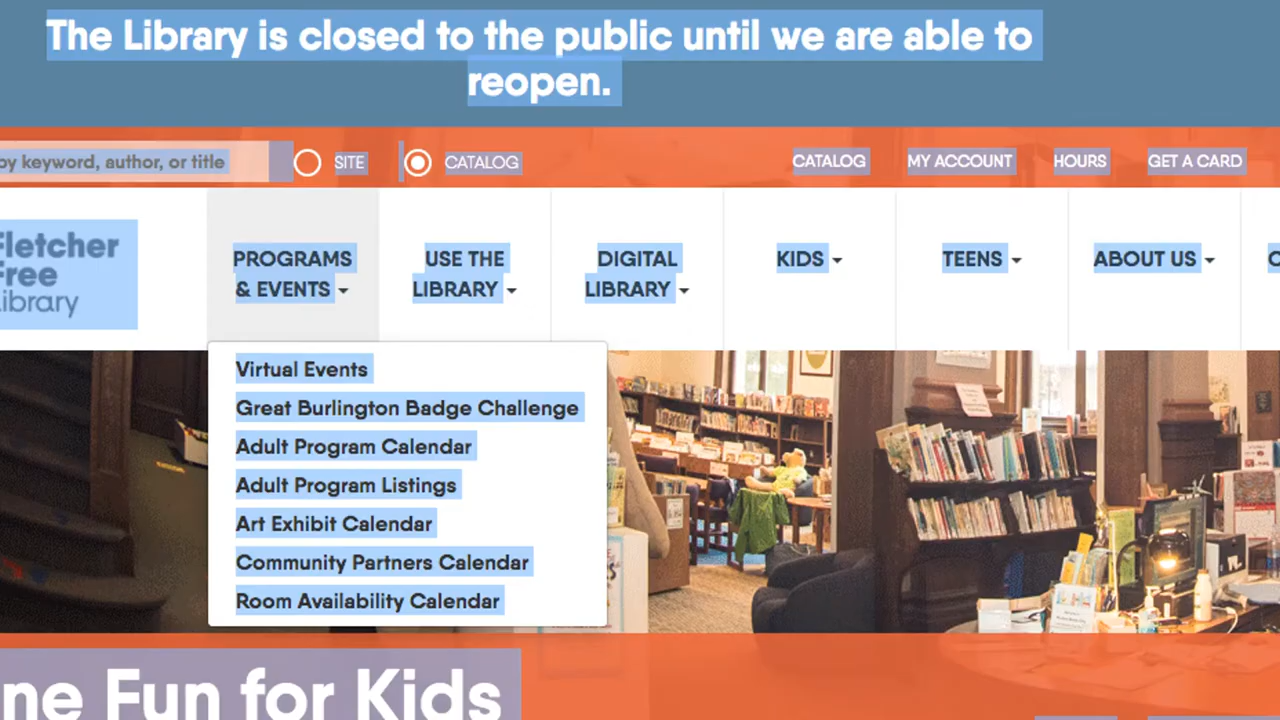 The Library is closed to the public until we are able to
reopen.
by keyword, author, or title SITE CATALOG CATALOG MY ACCOUNT HOURS GET A CARD
Fletcher
Free
Library
PROGRAMS
& EVENTS
USE THE
LIBRARY
DIGITAL
LIBRARY
KIDS
TEENS
ABOUT US
Virtual Events
Great Burlington Badge Challenge
Adult Program Calendar
Adult Program Listings
Art Exhibit Calendar
Community Partners Calendar
Room Availability Calendar
ne Fun for Kids